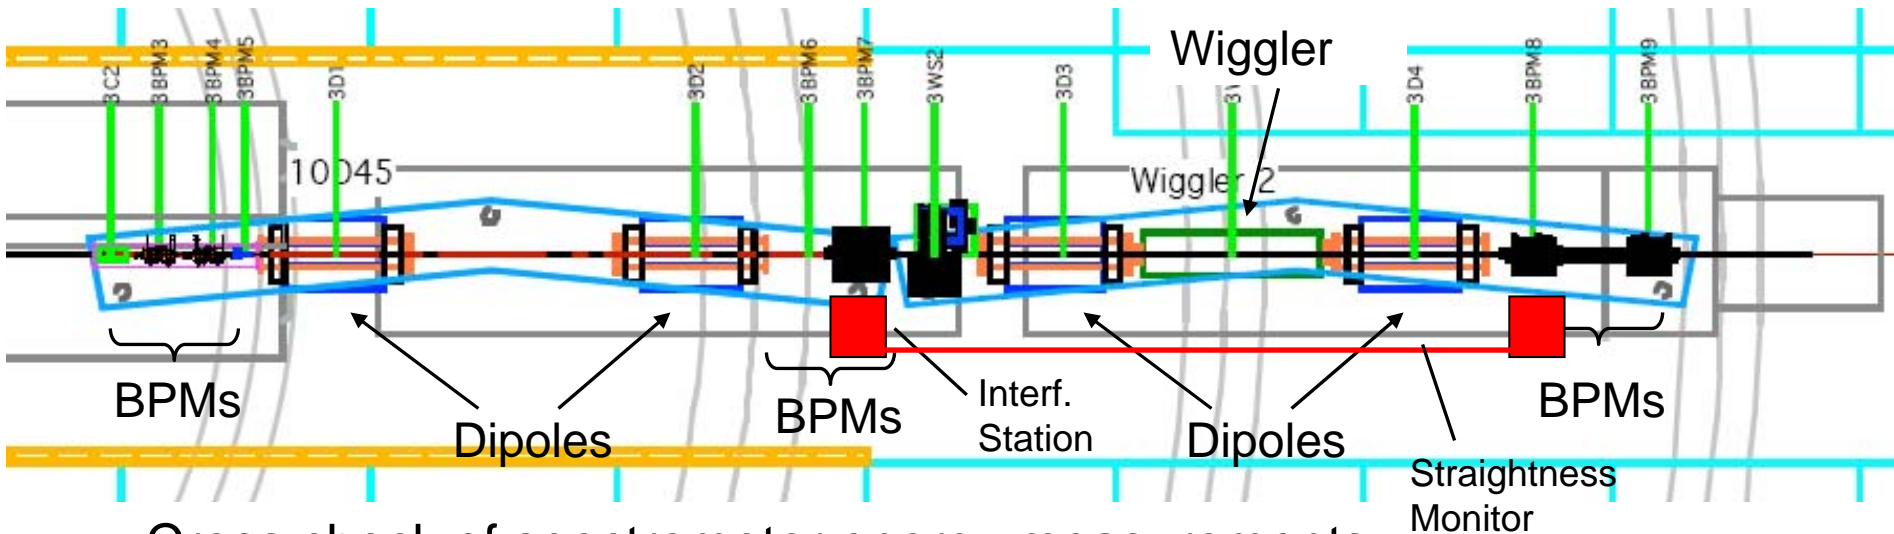 Wiggler
3C2
3BPM3
3BPM4
3BPM5
3D1
3D2
3BPM6
3BPM7
3WS2
3D3
3D4
3BPM8
3BPM9
10045
Wiggler 2
BPMs
Dipoles
BPMs
Interf.
Station
Dipoles
BPMs
Straightness
Monitor